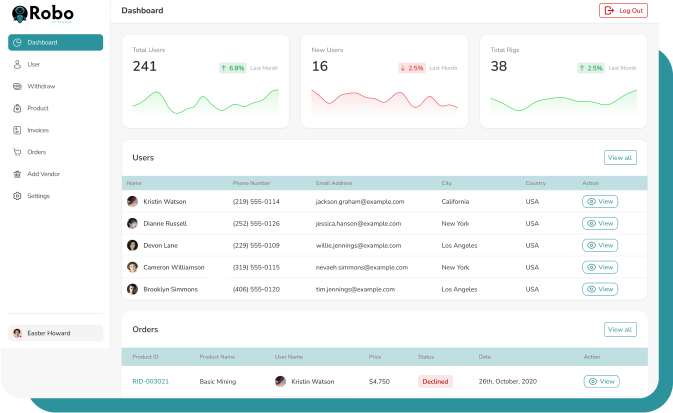 Robo
Dashboard
Log Out
Dashboard
User
Withdraw
Product
Invoices
Orders
Add Vendor
Settings
Easter Howard
Total Users
241
6.8% Last Month
New Users
16
2.5% Last Month
Total Rigs
38
2.5% Last Month
Users
View all
Name Phone Number Email Address City Country Action
Kristin Watson (219) 555-0114 jackson.graham@example.com California USA View
Dianne Russell (252) 555-0126 jessica.hanson@example.com New York USA View
Devon Lane (229) 555-0109 willie.jennings@example.com Los Angeles USA View
Cameron Williamson (319) 555-0115 nevaeh.simmons@example.com New York USA View
Brooklyn Simmons (406) 555-0120 tim.jennings@example.com Los Angeles USA View
Orders
View all
Product ID Product Name User Name Price Status Date Action
RID-003021 Basic Mining Kristin Watson $4,750 Declined 26th, October, 2020 View